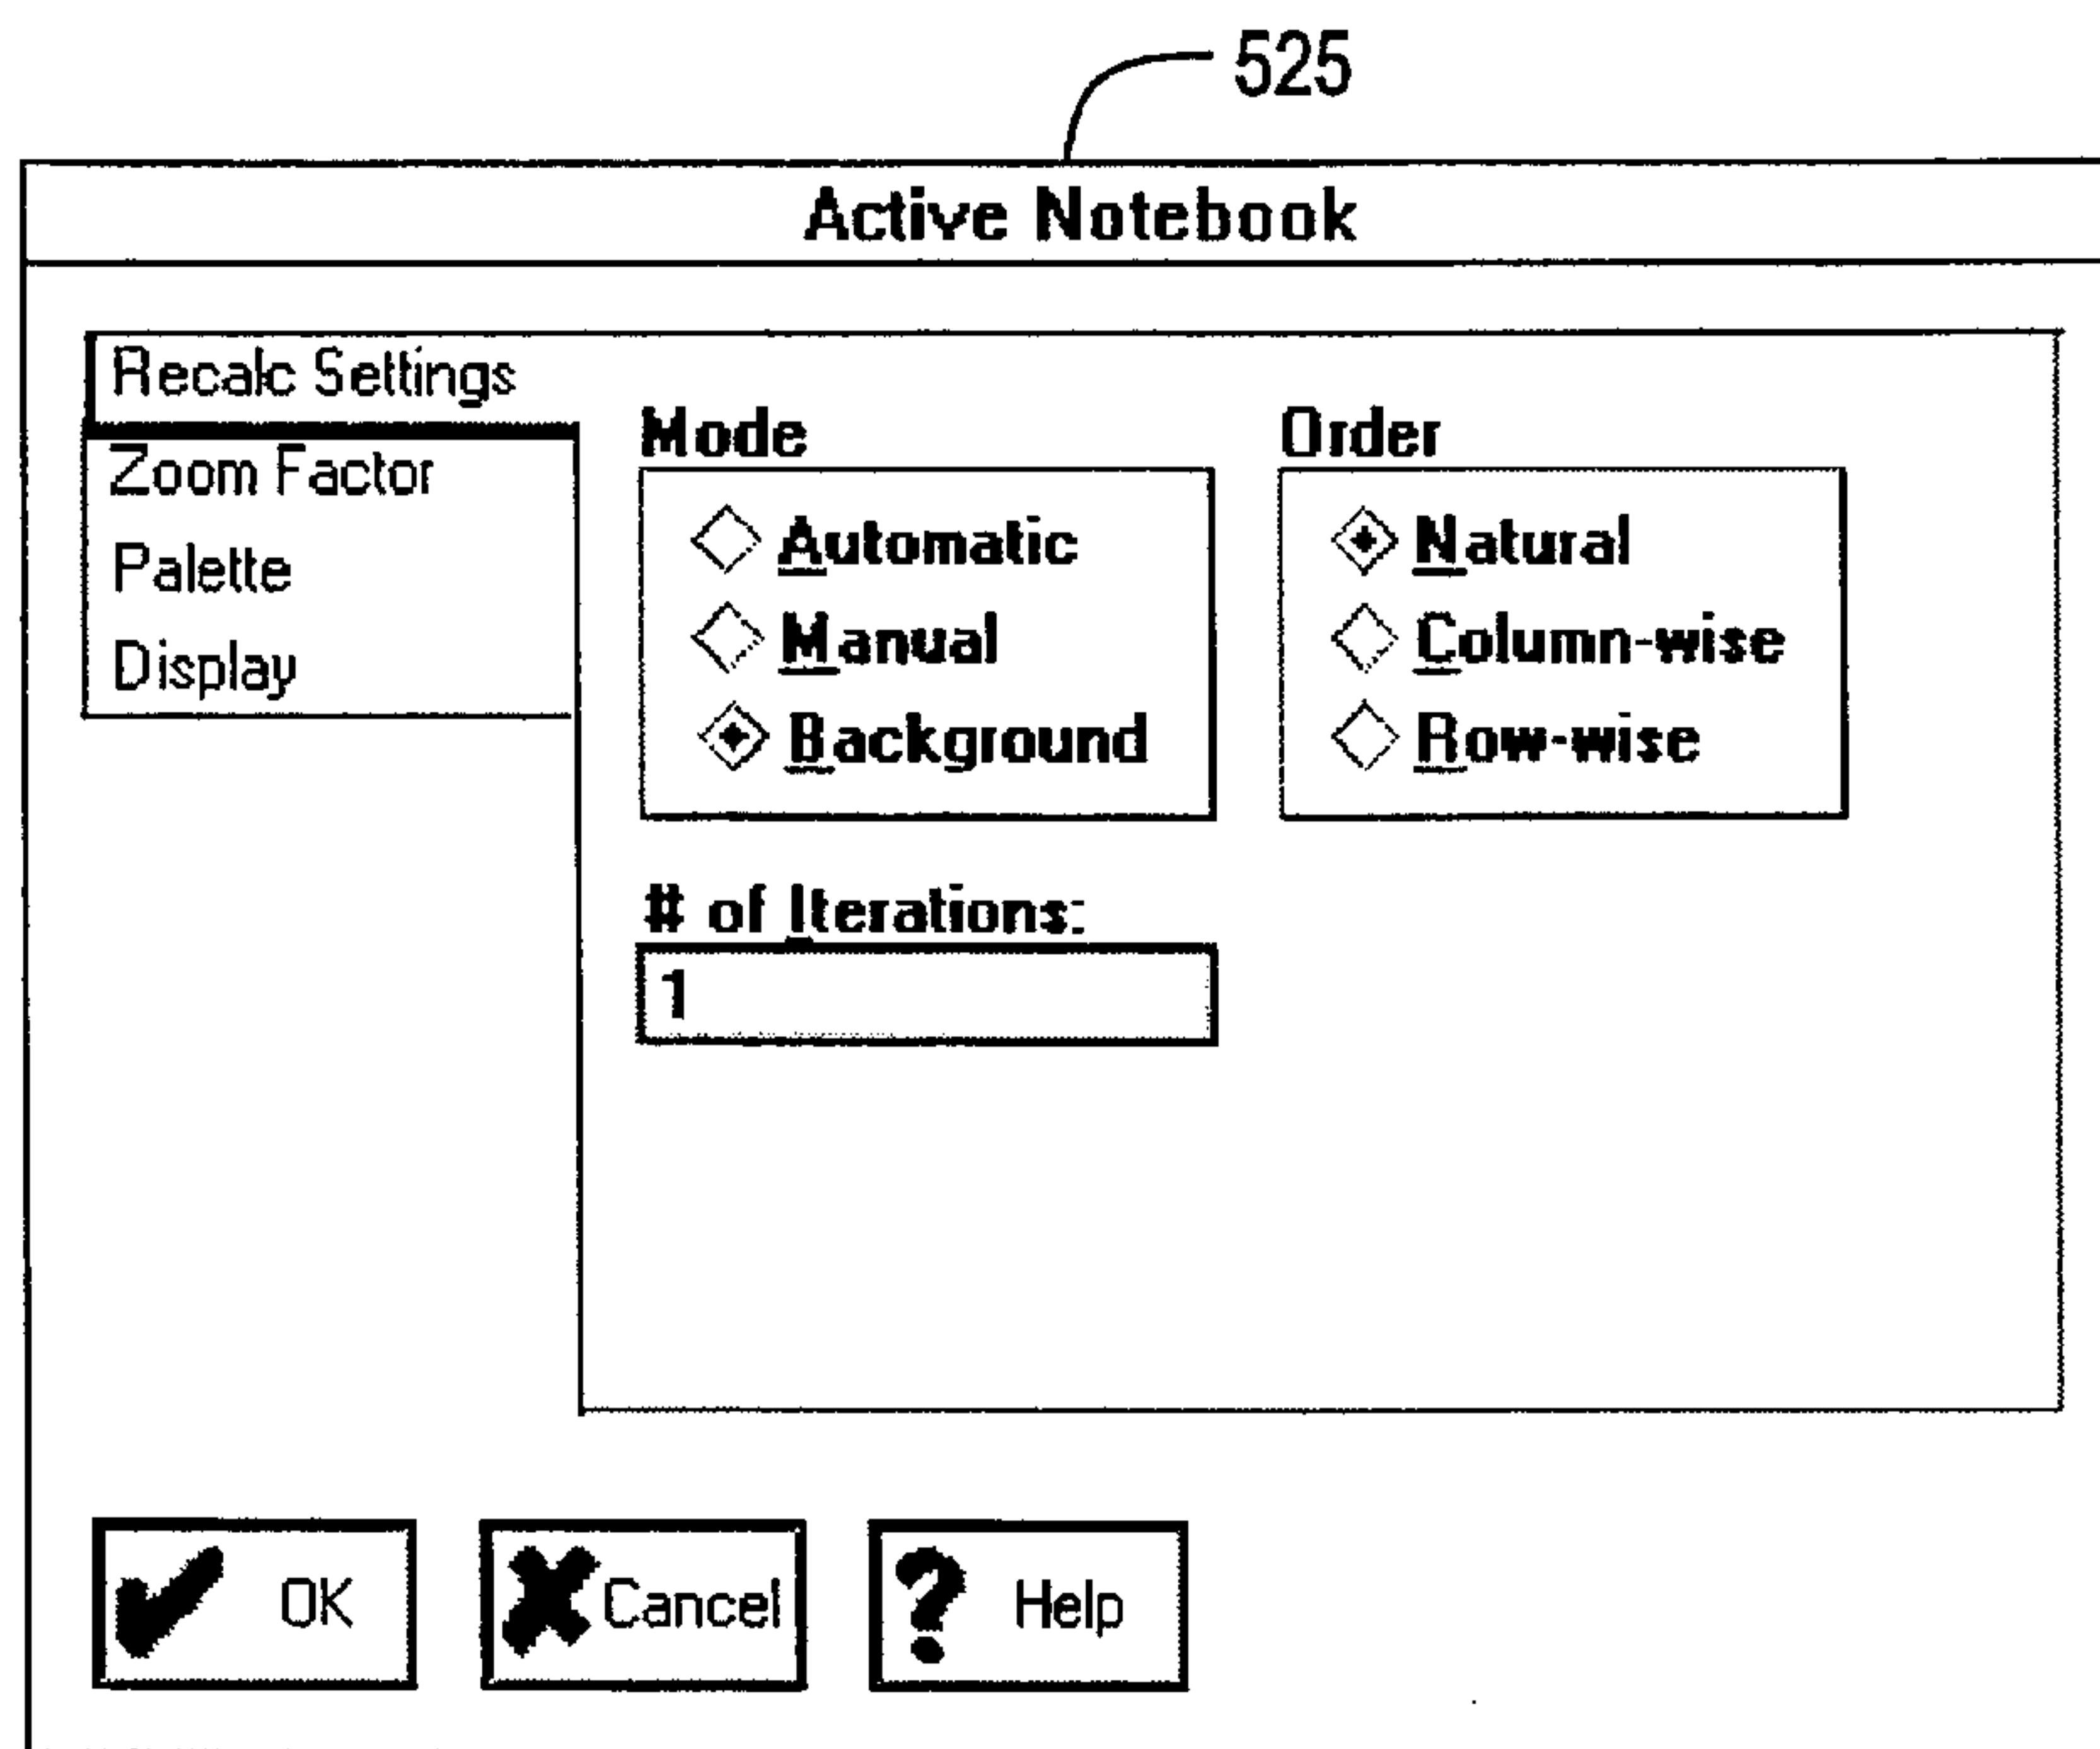 525
Active Notebook
Recalc Settings
Zoom Factor
Palette
Display
Mode
Automatic
Manual
Background
Order
Natural
Column-wise
Row-wise
# of Iterations:
1
OK
Cancel
? Help